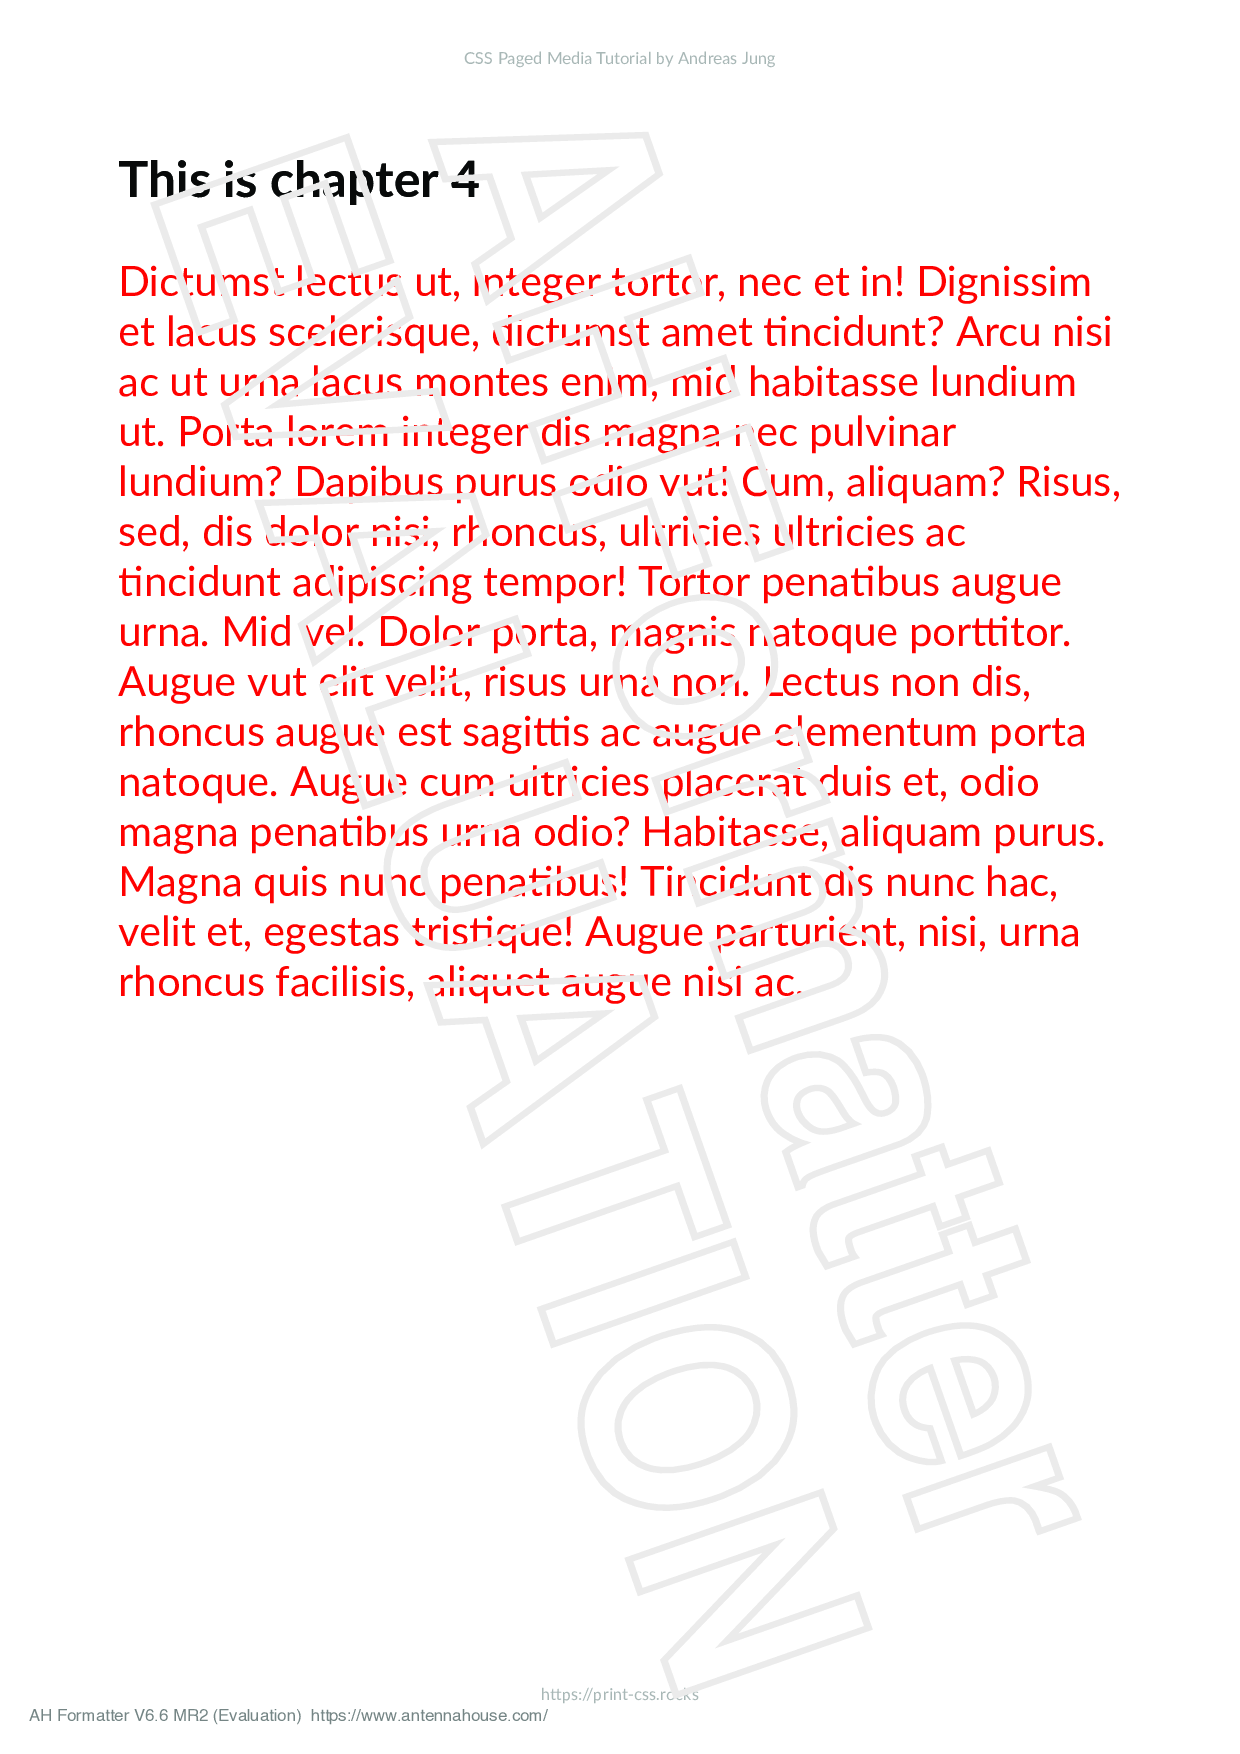 CSS Paged Media Tutorial by Andreas Jung
This is chapter 4
Dictumst lectus ut, integer tortor, nec et in! Dignissim
et lacus scelerisque, dictumst amet tincidunt? Arcu nisi
ac ut urna lacus montes enim, mid habitasse lundium
ut. Porta lorem integer dis magna nec pulvinar
lundium? Dapibus purus odio vut! Cum, aliquam? Risus,
sed, dis dolor nisi, rhoncus, ultricies ultricies ac
tincidunt adipiscing tempor! Tortor penatibus augue
urna. Mid vel. Dolor porta, magnis natoque porttitor.
Augue vut elit velit, risus urna non. Lectus non dis,
rhoncus augue est sagittis ac augue elementum porta
natoque. Augue cum ultricies placerat duis et, odio
magna penatibus urna odio? Habitasse, aliquam purus.
Magna quis nunc penatibus! Tincidunt dis nunc hac,
velit et, egestas tristique! Augue parturient, nisi, urna
rhoncus facilisis, aliquet augue nisi ac.
AHFormatter
EVALUATION
https://print-css.rocks
AH Formatter V6.6 MR2 (Evaluation)  https://www.antennahouse.com/